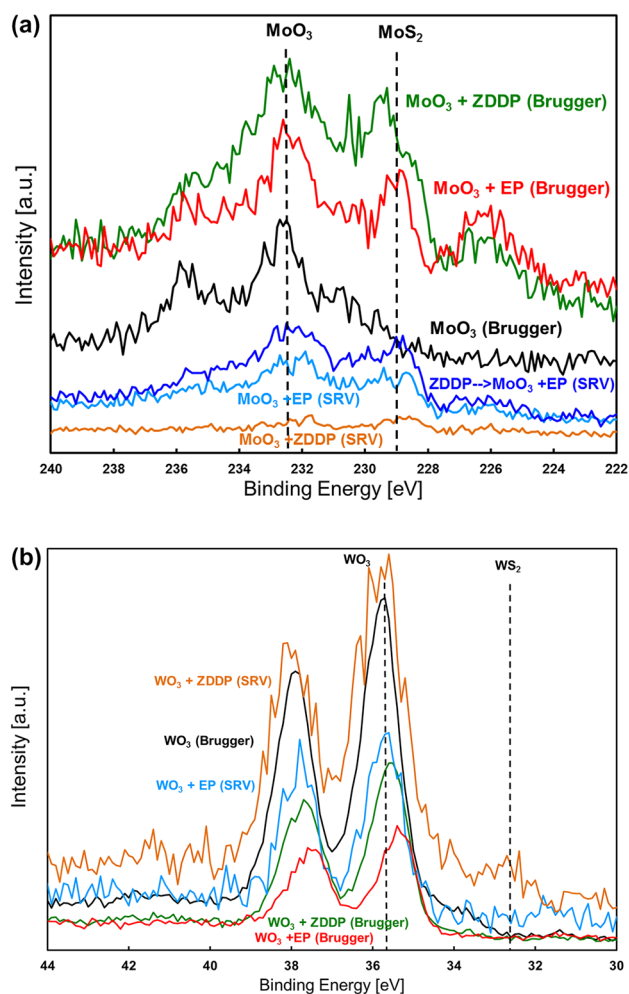 (a)
MoO3 MoS2
MoO3 + ZDDP (Brugger)
MoO3 + EP (Brugger)
MoO3 (Brugger)
ZDDP-->MoO3 +EP (SRV)
MoO3 +EP (SRV)
MoO3 +ZDDP (SRV)
Intensity [a.u.]
240 238 236 234 232 230 228 226 224 222
Binding Energy [eV]
(b)
WO3 WS2
WO3 + ZDDP (SRV)
WO3 (Brugger)
WO3 + EP (SRV)
WO3 + ZDDP (Brugger)
WO3 +EP (Brugger)
Intensity [a.u.]
44 42 40 38 36 34 32 30
Binding Energy [eV]